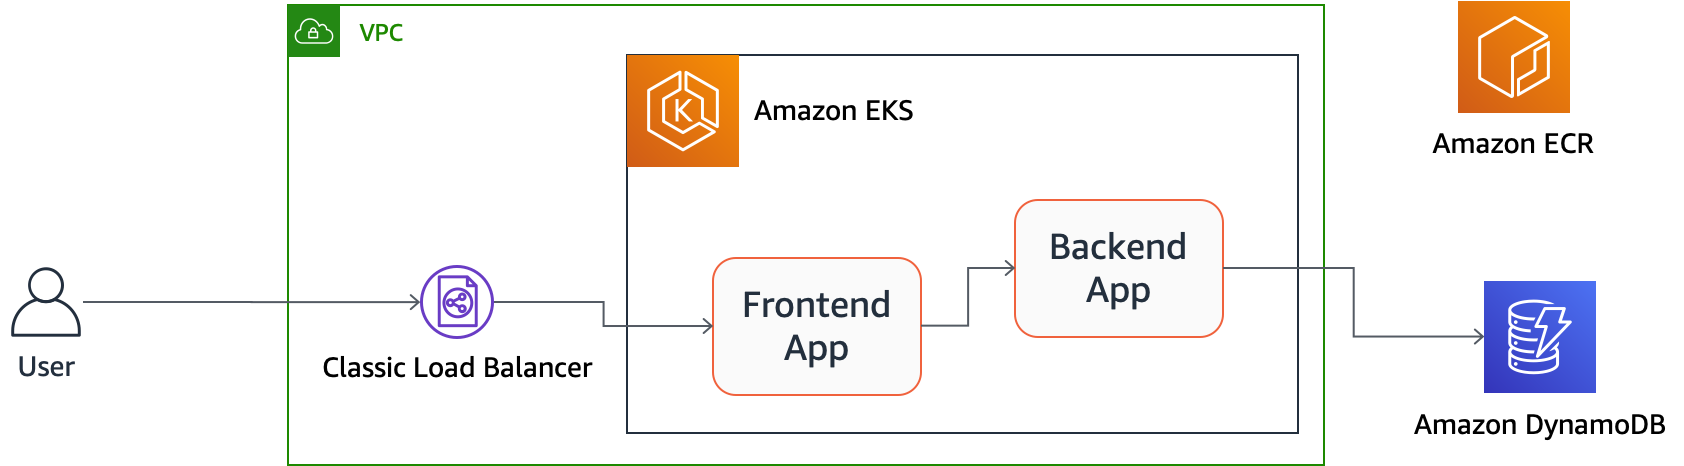 VPC
Amazon EKS
Amazon ECR
User
Classic Load Balancer
Frontend
App
Backend
App
Amazon DynamoDB
K